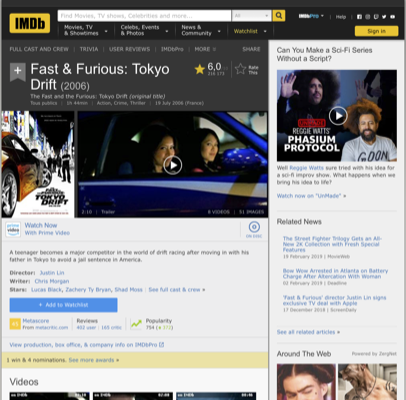 IMDb
Find Movies, TV shows, Celebrities and more...
All
IMDbPro
Help
Movies, TV & Showtimes
Celebs, Events & Photos
News & Community
Watchlist
Sign in
FULL CAST AND CREW | TRIVIA | USER REVIEWS | IMDbPro | MORE
SHARE
+
Fast & Furious: Tokyo
Drift (2006)
6,0
Rate
This
The Fast and the Furious: Tokyo Drift (original title)
Tous publics | 1h 44min | Action, Crime, Thriller | 19 July 2006 (France)
TOKYO
DRIFT
2:10 | Trailer
8 VIDEOS | 51 IMAGES
Watch Now
With Prime Video
ON DISC
A teenager becomes a major competitor in the world of drift racing after moving in with his
father in Tokyo to avoid a jail sentence in America.
Director: Justin Lin
Writer: Chris Morgan
Stars: Lucas Black, Zachery Ty Bryan, Shad Moss | See full cast & crew »
+ Add to Watchlist
Metascore
From metacritic.com
Reviews
402 user | 165 critic
Popularity
1 win & 4 nominations. See more awards »
View production, box office, & company info on IMDbPro
Videos
Can You Make a Sci-Fi Series
Without a Script?
REGGIE WATTS'
PHASIUM
PROTOCOL
Well Reggie Watts sure tried with his idea for
a sci-fi improv show. What happens when we
bring his idea to life?
Watch now on "UnMade" »
Related News
The Street Fighter Trilogy Gets an All-
New 2K Collection with Fresh Special
Features
19 February 2019 | MovieWeb
Bow Wow Arrested in Atlanta on Battery
Charge After Altercation With Woman
02 February 2019 | Deadline
'Fast & Furious' director Justin Lin signs
exclusive TV deal with Apple
17 December 2018 | ScreenDaily
See all related articles »
Around The Web
Powered by ZergNet